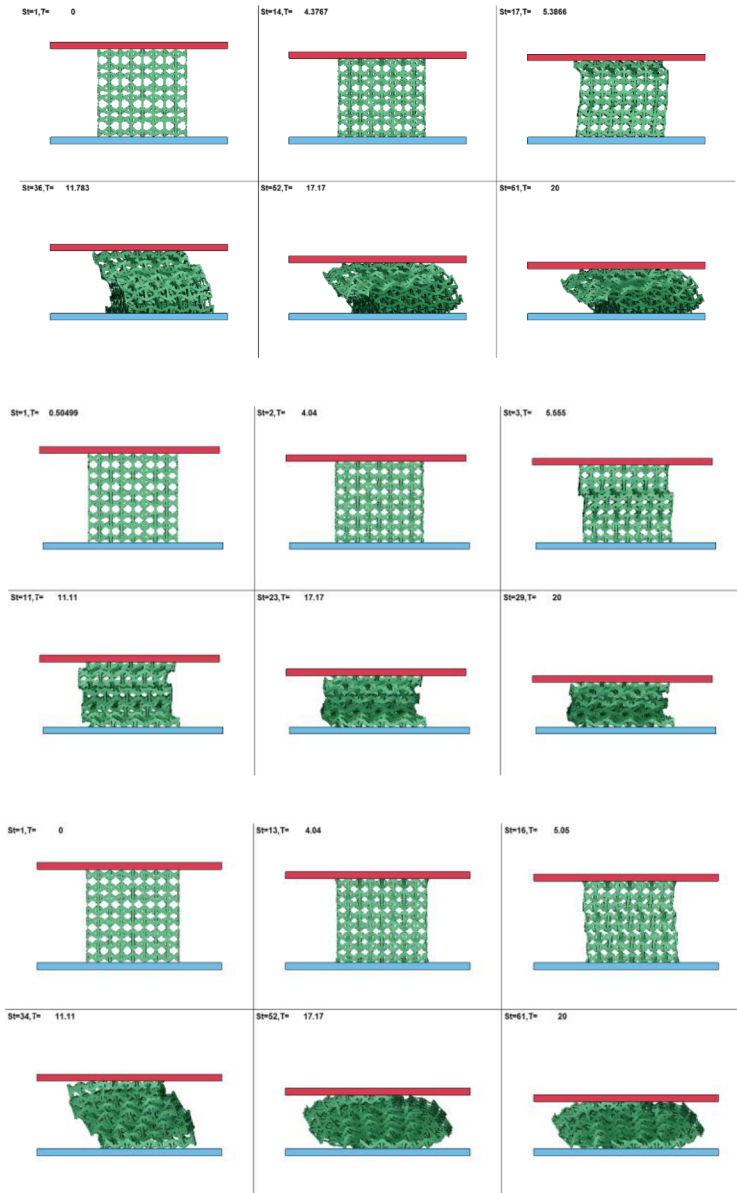 St=1,T= 0
St=14,T= 4.3767
St=17,T= 5.3866
St=36,T= 11.783
St=52,T= 17.17
St=61,T= 20
St=1,T= 0.50499
St=2,T= 4.04
St=3,T= 5.555
St=11,T= 11.11
St=23,T= 17.17
St=29,T= 20
St=1,T= 0
St=13,T= 4.04
St=16,T= 5.05
St=34,T= 11.11
St=52,T= 17.17
St=61,T= 20